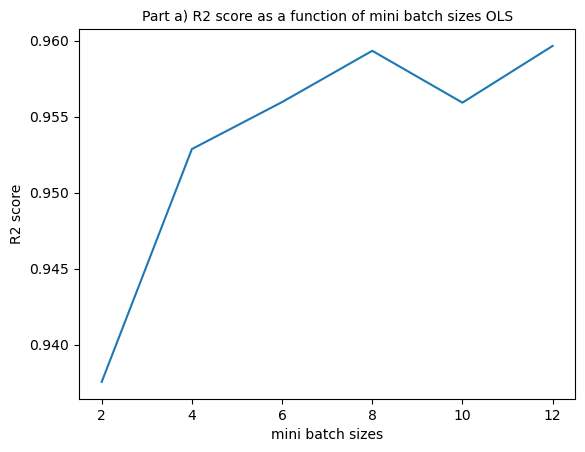 Part a) R2 score as a function of mini batch sizes OLS
0.960
0.955
0.950
0.945
0.940
R2 score
2 4 6 8 10 12
mini batch sizes